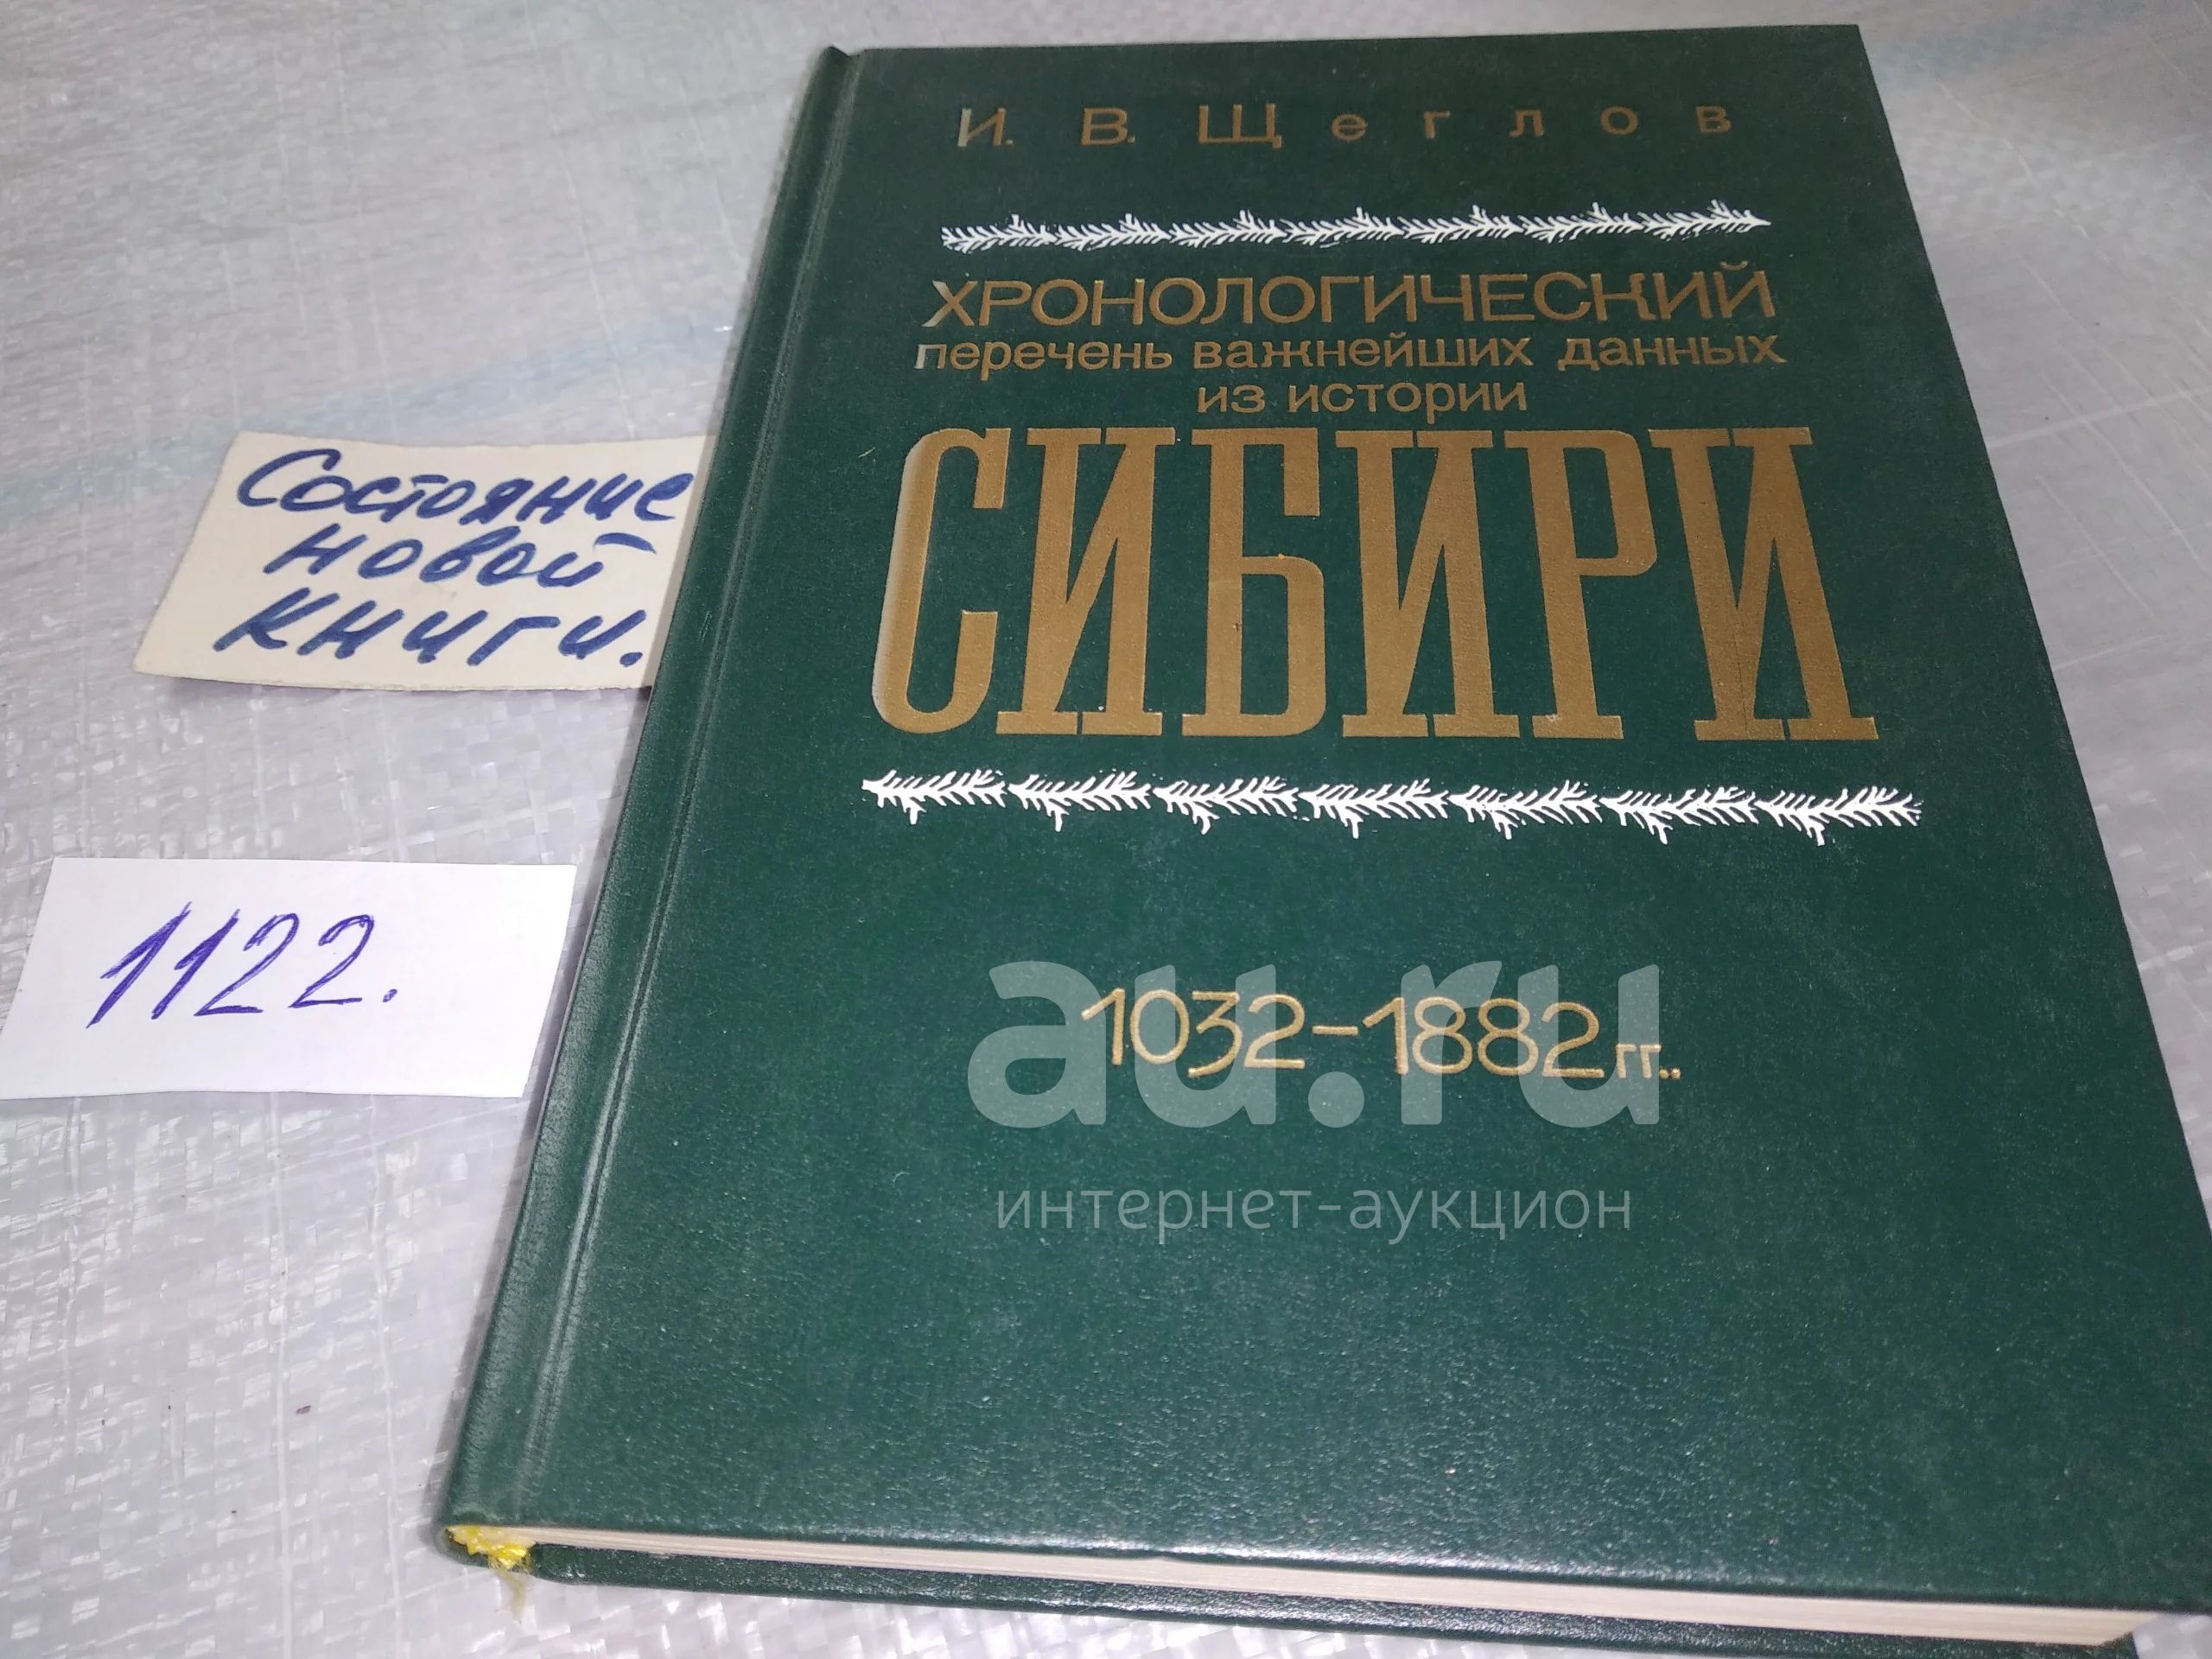 И. В. Щеглов
ХРОНОЛОГИЧЕСКИЙ
перечень важнейших данных
из истории
СИБИРИ
1032-1882 гг..
Состояние
новой
книги.
1122.
au.ru
интернет-аукцион